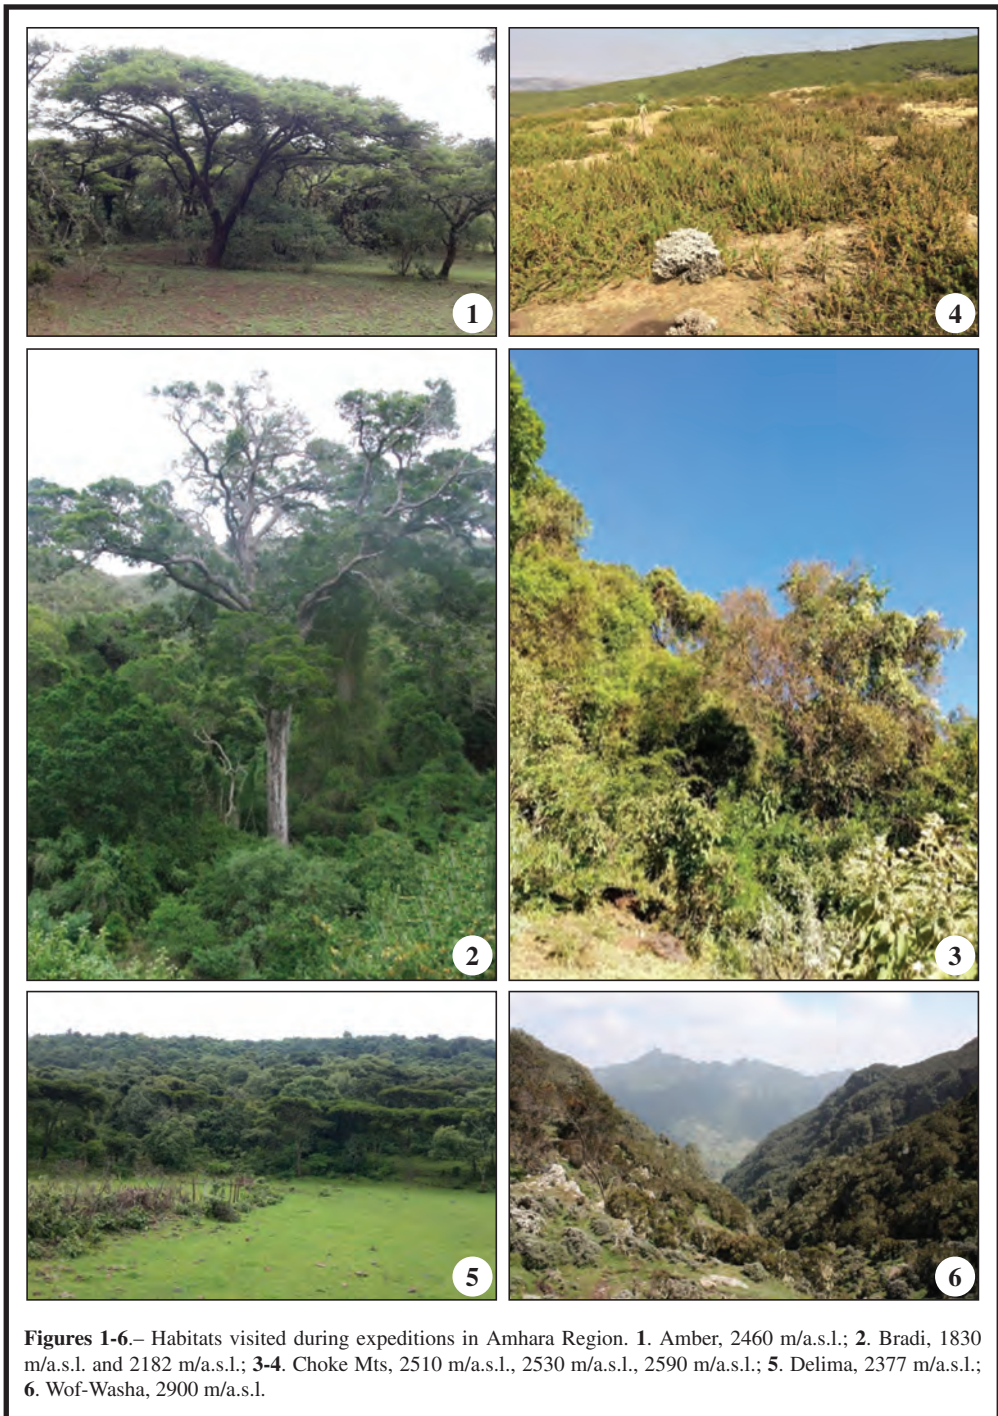 1
4
2
3
5
6
Figures 1-6.– Habitats visited during expeditions in Amhara Region. 1. Amber, 2460 m/a.s.l.; 2. Bradi, 1830
m/a.s.l. and 2182 m/a.s.l.; 3-4. Choke Mts, 2510 m/a.s.l., 2530 m/a.s.l., 2590 m/a.s.l.; 5. Delima, 2377 m/a.s.l.;
6. Wof-Washa, 2900 m/a.s.l.